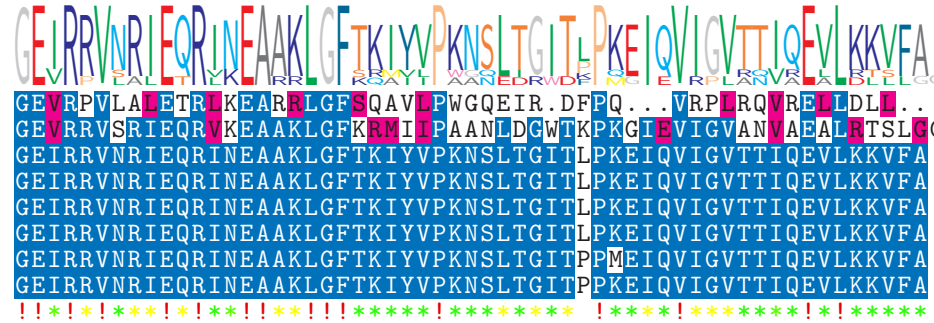 GEIRRVNRIEQRINEAAKLGFTKIYVPKNSLTGITLPKEIQVIGVTTIQEVLKKVFA
GEVRPVLALETRLKEARRLGFSQAVLPWGQEIR.DFPQ...VRPLRQVRELLDLL..
GEVRRVSRIEQRVKEAAKLGFKRMIIPAANLDGWTKPKGIEVIGVANVAEALRTSLG
GEIRRVNRIEQRINEAAKLGFTKIYVPKNSLTGITLPKEIQVIGVTTIQEVLKKVFA
GEIRRVNRIEQRINEAAKLGFTKIYVPKNSLTGITLPKEIQVIGVTTIQEVLKKVFA
GEIRRVNRIEQRINEAAKLGFTKIYVPKNSLTGITLPKEIQVIGVTTIQEVLKKVFA
GEIRRVNRIEQRINEAAKLGFTKIYVPKNSLTGITLPKEIQVIGVTTIQEVLKKVFA
GEIRRVNRIEQRINEAAKLGFTKIYVPKNSLTGITPPMEIQVIGVTTIQEVLKKVFA
GEIRRVNRIEQRINEAAKLGFTKIYVPKNSLTGITPPKEIQVIGVTTIQEVLKKVFA
!!*!*!***!*!**!!**!!!*****!******** !****!*******!*!*****